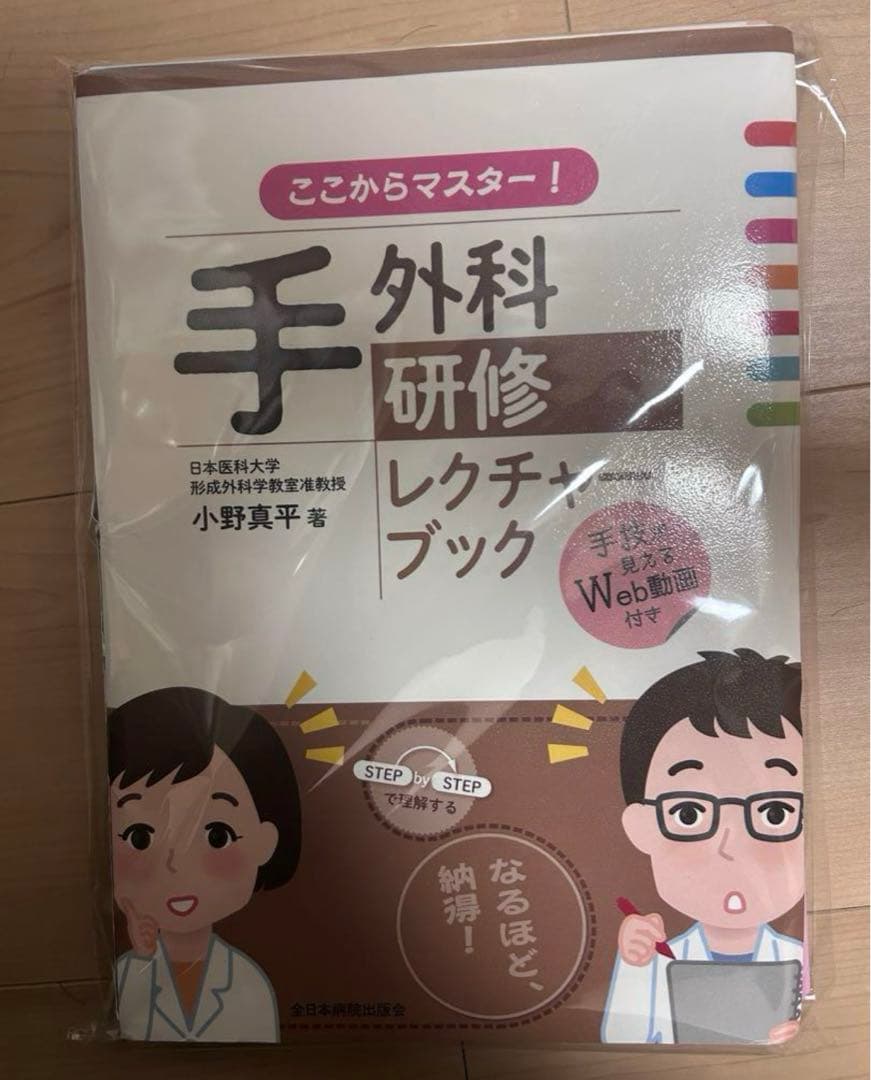 ここからマスター!
手外科
研修
レクチャー
ブック
日本医科大学
形成外科学教室准教授
小野真平 著
手技が
見える
Web動画
付き
STEP by STEP
で理解する
なるほど、
納得!
全日本病院出版会